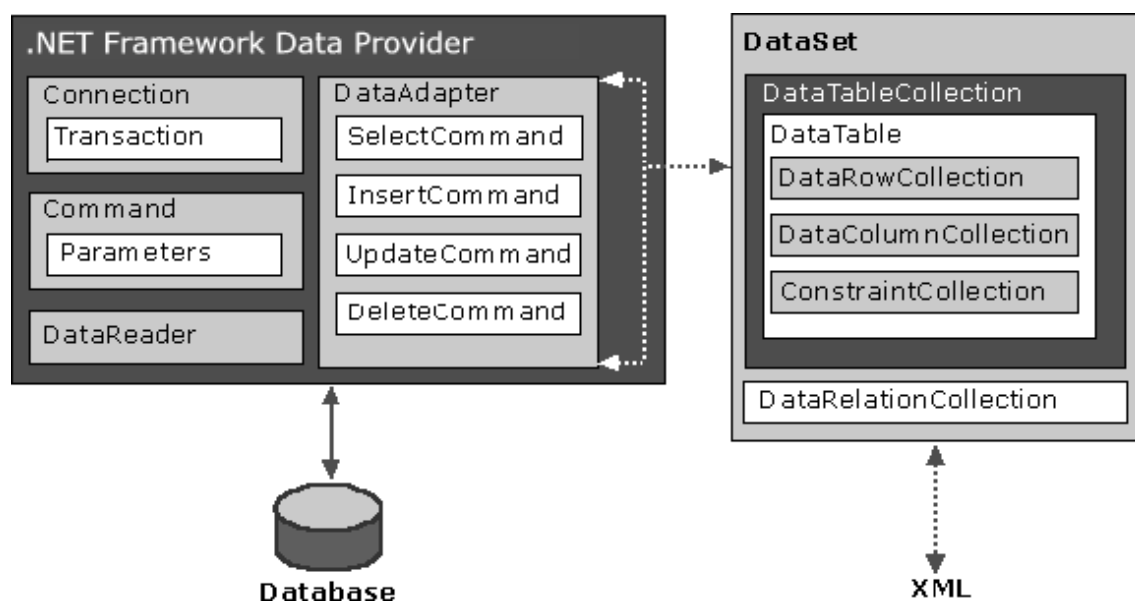 .NET Framework Data Provider
Connection
Transaction
Command
Parameters
DataReader
DataAdapter
SelectCommand
InsertCommand
UpdateCommand
DeleteCommand
Database
DataSet
DataTableCollection
DataTable
DataRowCollection
DataColumnCollection
ConstraintCollection
DataRelationCollection
XML